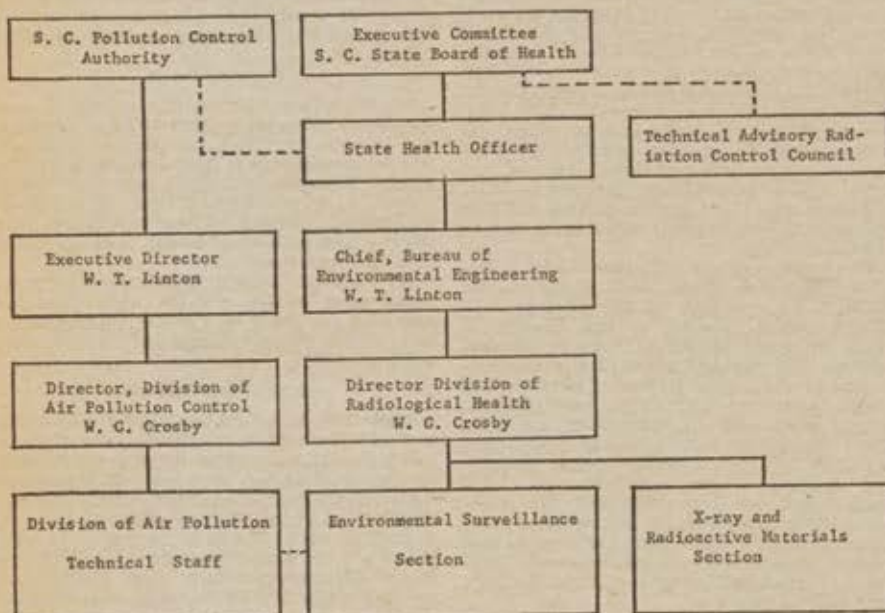 S. C. Pollution Control
Authority
Executive Committee
S. C. State Board of Health
State Health Officer
Technical Advisory Rad-
iation Control Council
Executive Director
W. T. Linton
Chief, Bureau of
Environmental Engineering
W. T. Linton
Director, Division of
Air Pollution Control
W. G. Crosby
Director Division of
Radiological Health
W. G. Crosby
Division of Air Pollution
Technical Staff
Environmental Surveillance
Section
X-ray and
Radioactive Materials
Section